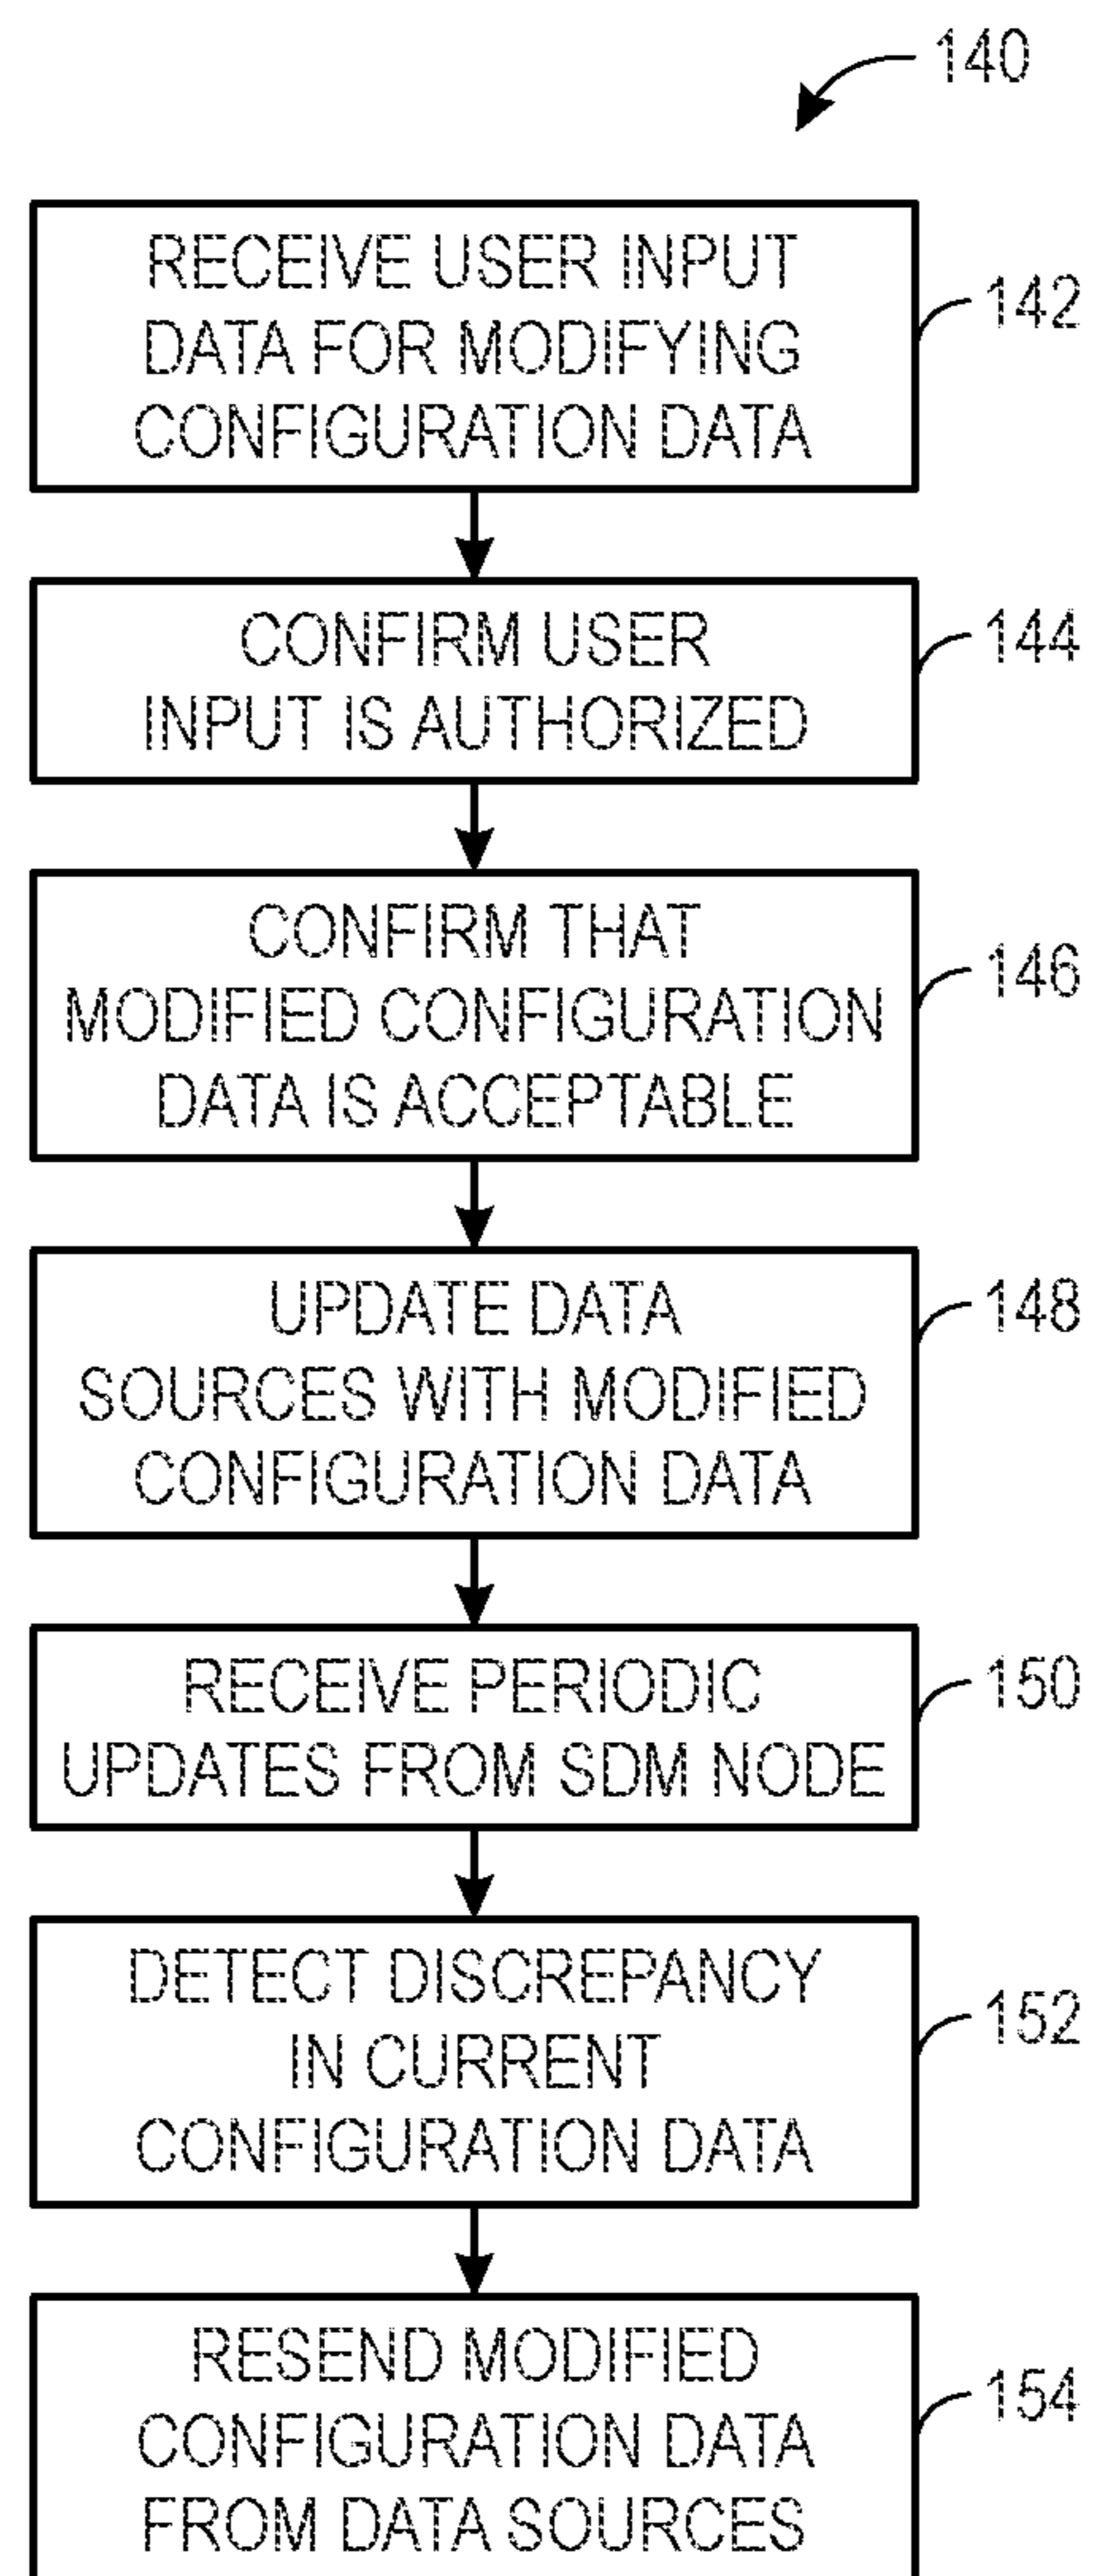 140
RECEIVE USER INPUT
DATA FOR MODIFYING
CONFIGURATION DATA
142
CONFIRM USER
INPUT IS AUTHORIZED
144
CONFIRM THAT
MODIFIED CONFIGURATION
DATA IS ACCEPTABLE
146
UPDATE DATA
SOURCES WITH MODIFIED
CONFIGURATION DATA
148
RECEIVE PERIODIC
UPDATES FROM SDM NODE
150
DETECT DISCREPANCY
IN CURRENT
CONFIGURATION DATA
152
RESEND MODIFIED
CONFIGURATION DATA
FROM DATA SOURCES
154